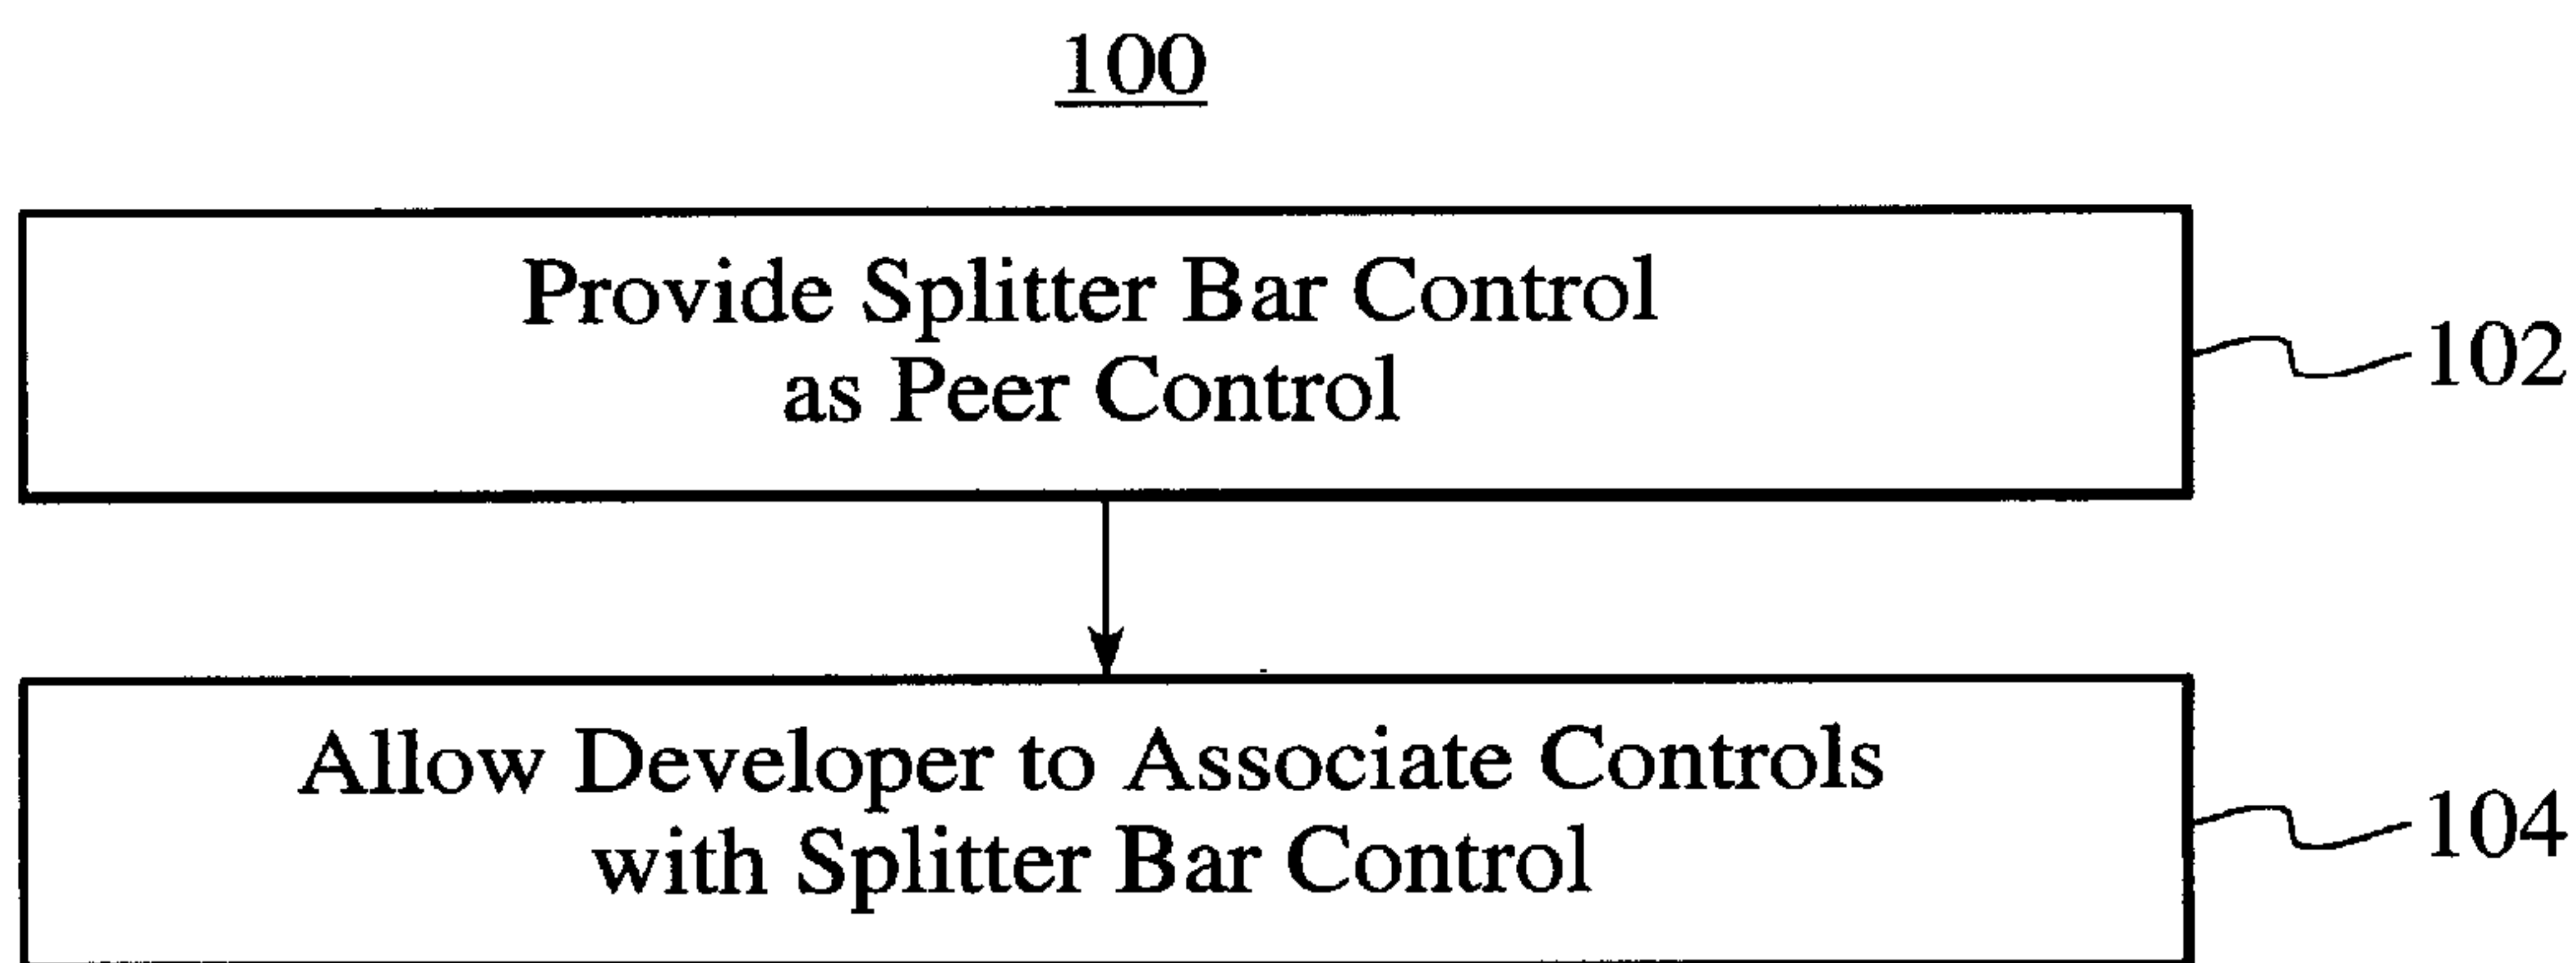 100
Provide Splitter Bar Control
as Peer Control
102
Allow Developer to Associate Controls
with Splitter Bar Control
104